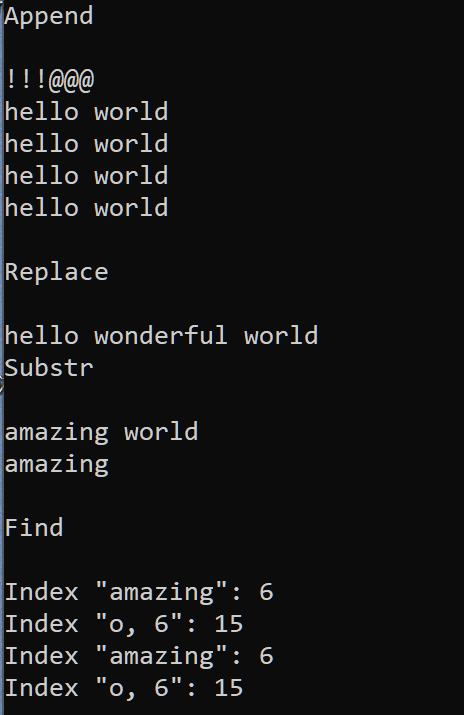 Append
!!!@@@
hello world
hello world
hello world
hello world
Replace
hello wonderful world
Substr
amazing world
amazing
Find
Index "amazing": 6
Index "o, 6": 15
Index "amazing": 6
Index "o, 6": 15